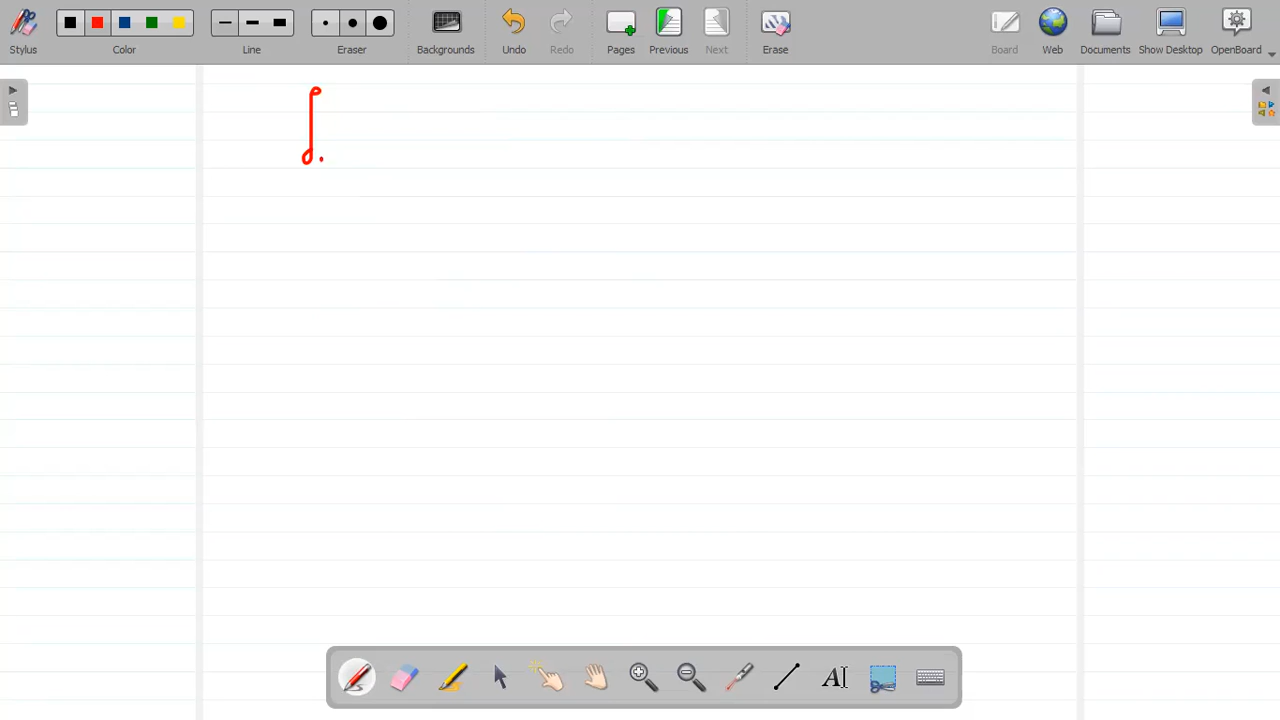 Stylus Color Line Eraser Backgrounds Undo Redo Pages Previous Next Erase Board Web Documents Show Desktop OpenBoard
∫
A